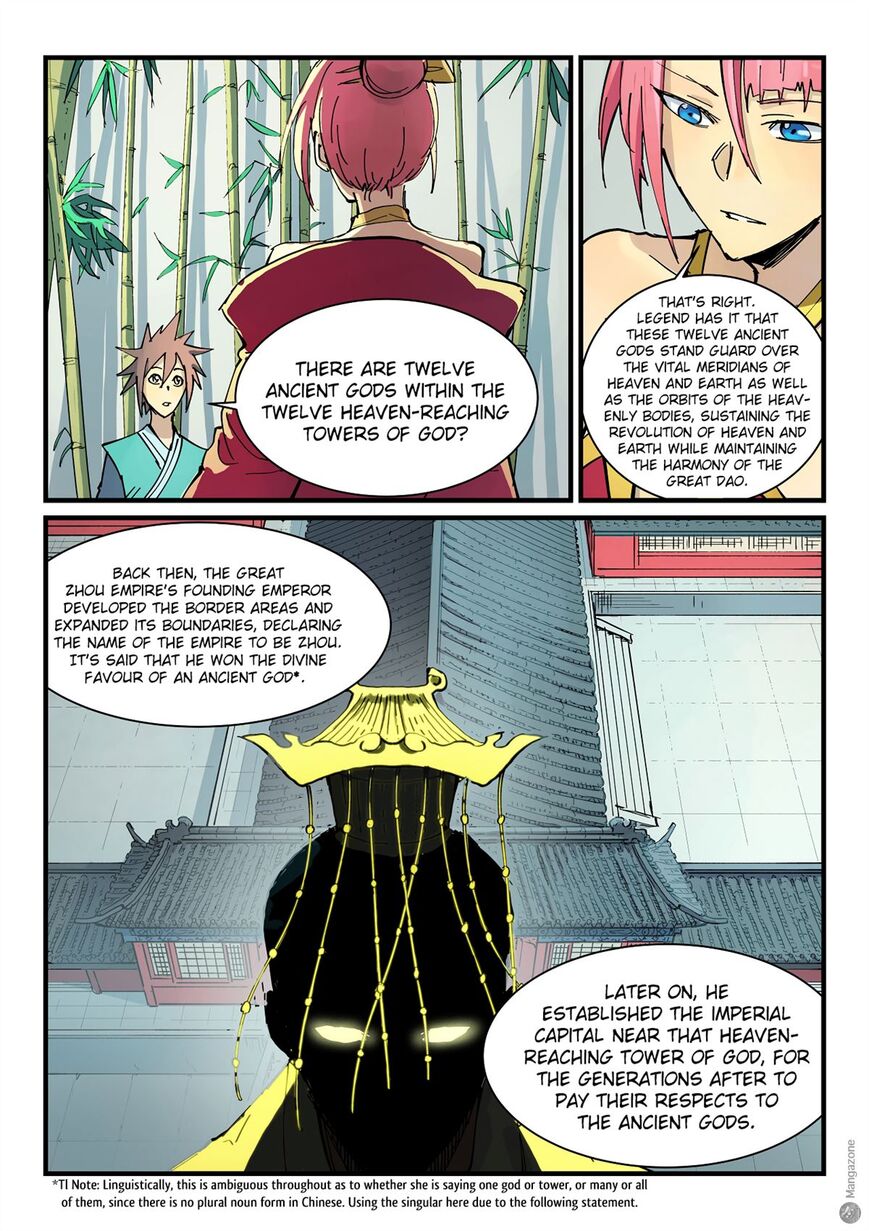 THERE ARE TWELVE
ANCIENT GODS WITHIN THE
TWELVE HEAVEN-REACHING
TOWERS OF GOD?
THAT'S RIGHT.
LEGEND HAS IT THAT
THESE TWELVE ANCIENT
GODS STAND GUARD OVER
THE VITAL MERIDIANS OF
HEAVEN AND EARTH AS WELL
AS THE ORBITS OF THE HEAV-
ENLY BODIES, SUSTAINING THE
REVOLUTION OF HEAVEN AND
EARTH WHILE MAINTAINING
THE HARMONY OF THE
GREAT DAO.
BACK THEN, THE GREAT
ZHOU EMPIRE'S FOUNDING EMPEROR
DEVELOPED THE BORDER AREAS AND
EXPANDED ITS BOUNDARIES, DECLARING
THE NAME OF THE EMPIRE TO BE ZHOU.
IT'S SAID THAT HE WON THE DIVINE
FAVOUR OF AN ANCIENT GOD*.
LATER ON, HE
ESTABLISHED THE IMPERIAL
CAPITAL NEAR THAT HEAVEN-
REACHING TOWER OF GOD, FOR
THE GENERATIONS AFTER TO
PAY THEIR RESPECTS TO
THE ANCIENT GODS.
*Tl Note: Linguistically, this is ambiguous throughout as to whether she is saying one god or tower, or many or all
of them, since there is no plural noun form in Chinese. Using the singular here due to the following statement.
Mangazone